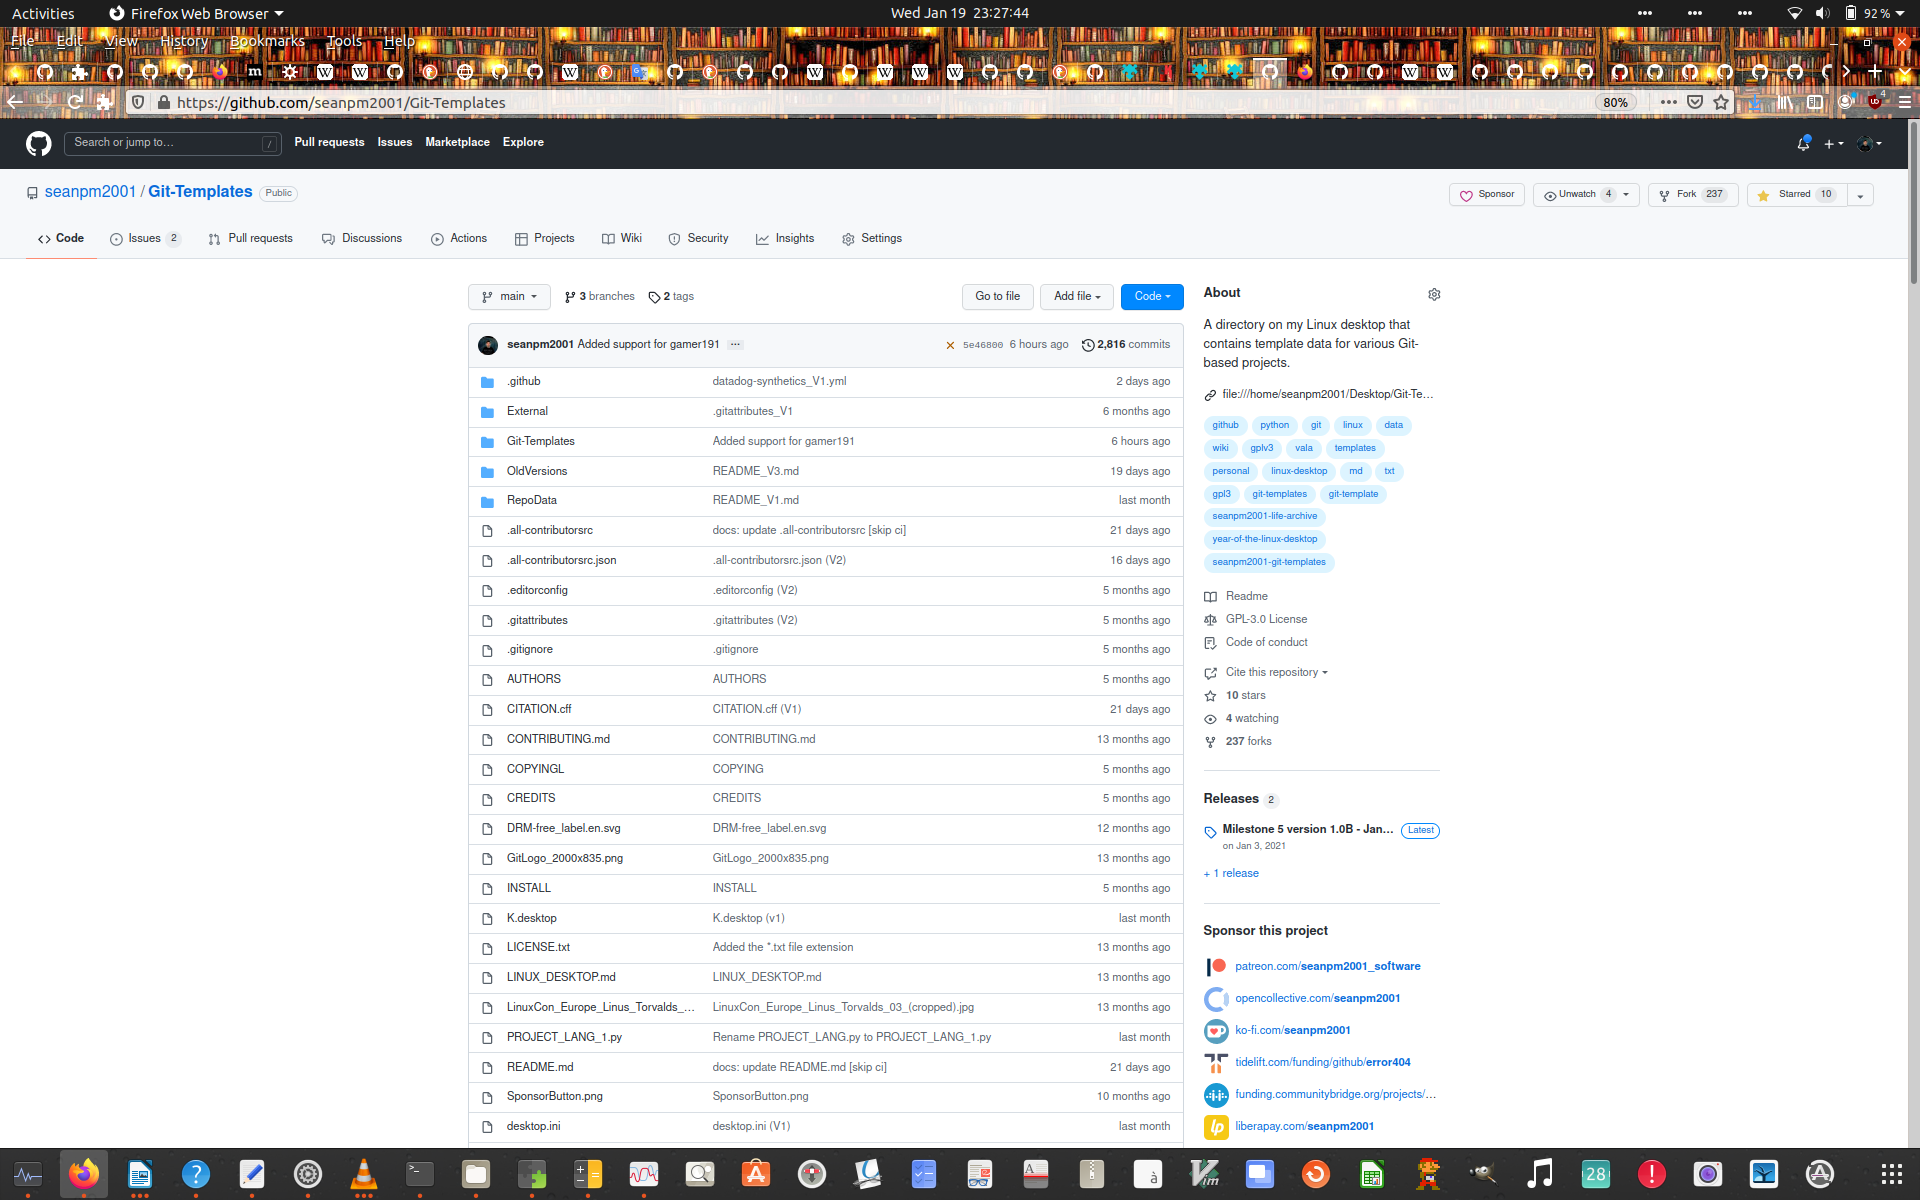 Activities Firefox Web Browser Wed Jan 19 23:27:44 92 %
File Edit View History Bookmarks Tools Help
https://github.com/seanpm2001/Git-Templates 80% 4
Search or jump to… / Pull requests Issues Marketplace Explore
seanpm2001 / Git-Templates Public Sponsor Unwatch 4 Fork 237 Starred 10
Code Issues 2 Pull requests Discussions Actions Projects Wiki Security Insights Settings
main 3 branches 2 tags Go to file Add file Code
seanpm2001 Added support for gamer191 ... 5e46800 6 hours ago 2,816 commits
.github datadog-synthetics_V1.yml 2 days ago
External .gitattributes_V1 6 months ago
Git-Templates Added support for gamer191 6 hours ago
OldVersions README_V3.md 19 days ago
RepoData README_V1.md last month
.all-contributorsrc docs: update .all-contributorsrc [skip ci] 21 days ago
.all-contributorsrc.json .all-contributorsrc.json (V2) 16 days ago
.editorconfig .editorconfig (V2) 5 months ago
.gitattributes .gitattributes (V2) 5 months ago
.gitignore .gitignore 5 months ago
AUTHORS AUTHORS 5 months ago
CITATION.cff CITATION.cff (V1) 21 days ago
CONTRIBUTING.md CONTRIBUTING.md 13 months ago
COPYINGL COPYING 5 months ago
CREDITS CREDITS 5 months ago
DRM-free_label.en.svg DRM-free_label.en.svg 12 months ago
GitLogo_2000x835.png GitLogo_2000x835.png 13 months ago
INSTALL INSTALL 5 months ago
K.desktop K.desktop (v1) last month
LICENSE.txt Added the *.txt file extension 13 months ago
LINUX_DESKTOP.md LINUX_DESKTOP.md 13 months ago
LinuxCon_Europe_Linus_Torvalds_... LinuxCon_Europe_Linus_Torvalds_03_(cropped).jpg 13 months ago
PROJECT_LANG_1.py Rename PROJECT_LANG.py to PROJECT_LANG_1.py last month
README.md docs: update README.md [skip ci] 21 days ago
SponsorButton.png SponsorButton.png 10 months ago
desktop.ini desktop.ini (V1) last month
About
A directory on my Linux desktop that
contains template data for various Git-
based projects.
file:///home/seanpm2001/Desktop/Git-Te...
github python git linux data
wiki gplv3 vala templates
personal linux-desktop md txt
gpl3 git-templates git-template
seanpm2001-life-archive
year-of-the-linux-desktop
seanpm2001-git-templates
Readme
GPL-3.0 License
Code of conduct
Cite this repository
10 stars
4 watching
237 forks
Releases 2
Milestone 5 version 1.0B - Jan... Latest
on Jan 3, 2021
+ 1 release
Sponsor this project
patreon.com/seanpm2001_software
opencollective.com/seanpm2001
ko-fi.com/seanpm2001
tidelift.com/funding/github/error404
funding.communitybridge.org/projects/...
lp liberapay.com/seanpm2001
28